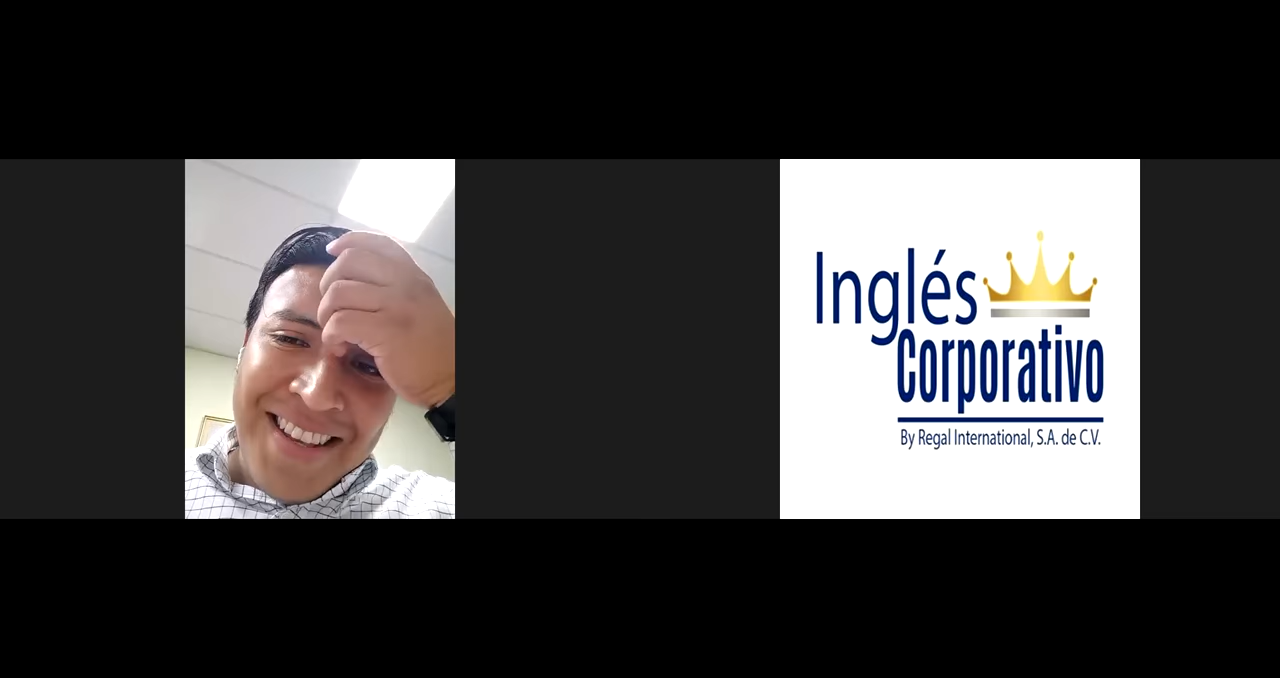 Inglés
Corporativo
By Regal International, S.A. de C.V.